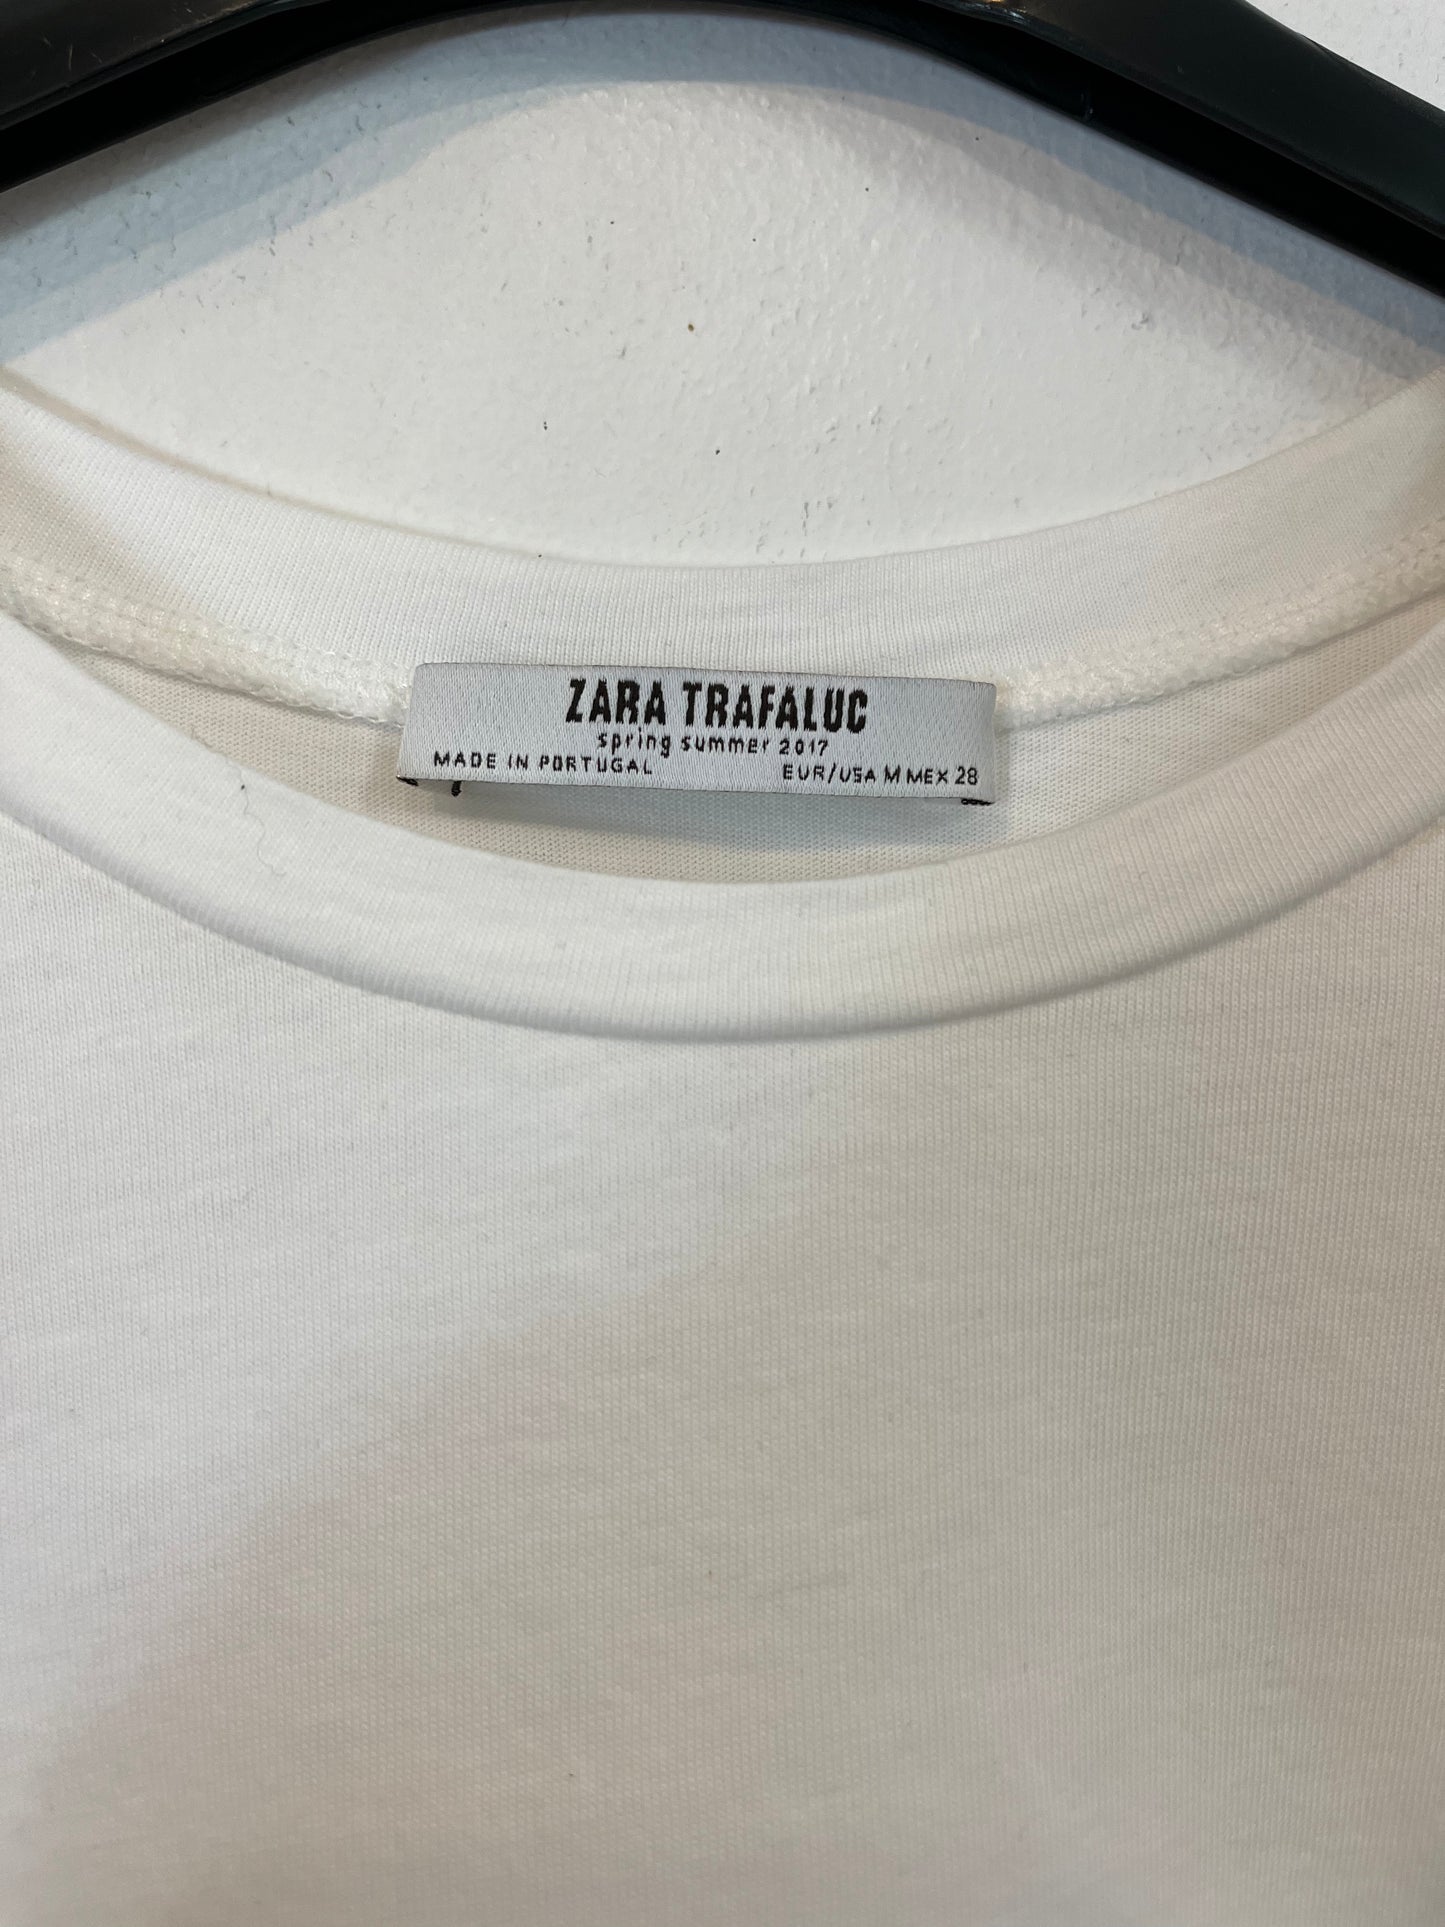 ZARA TRAFALUC
spring summer 2017
MADE IN PORTUGAL EUR/USA M MEX 28